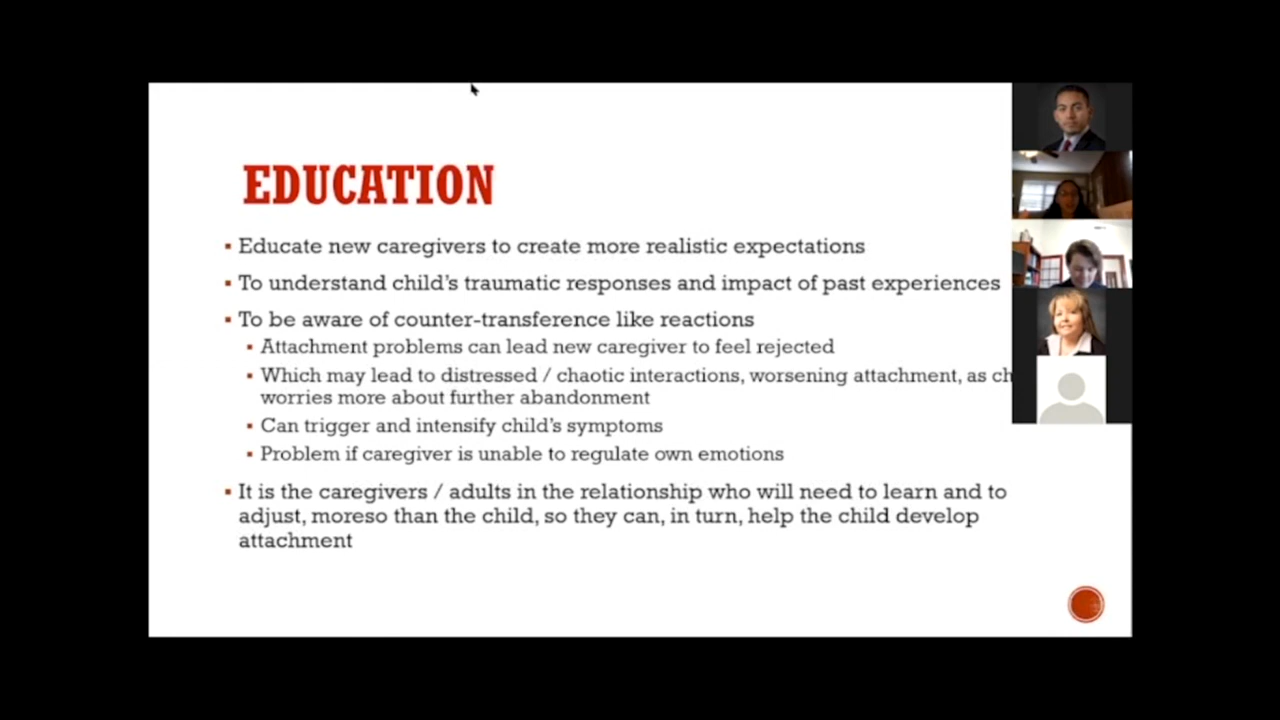 EDUCATION
▪ Educate new caregivers to create more realistic expectations
▪ To understand child's traumatic responses and impact of past experiences
▪ To be aware of counter-transference like reactions
▪ Attachment problems can lead new caregiver to feel rejected
▪ Which may lead to distressed / chaotic interactions, worsening attachment, as
worries more about further abandonment
▪ Can trigger and intensify child's symptoms
▪ Problem if caregiver is unable to regulate own emotions
▪ It is the caregivers / adults in the relationship who will need to learn and to
adjust, moreso than the child, so they can, in turn, help the child develop
attachment